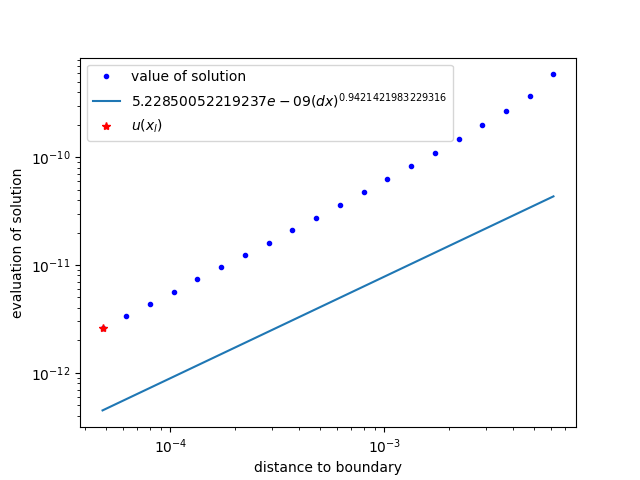 value of solution
5.22850052219237e − 09(dx)^0.9421421983229316
u(x_l)
10^−10
10^−11
10^−12
evaluation of solution
10^−4
10^−3
distance to boundary